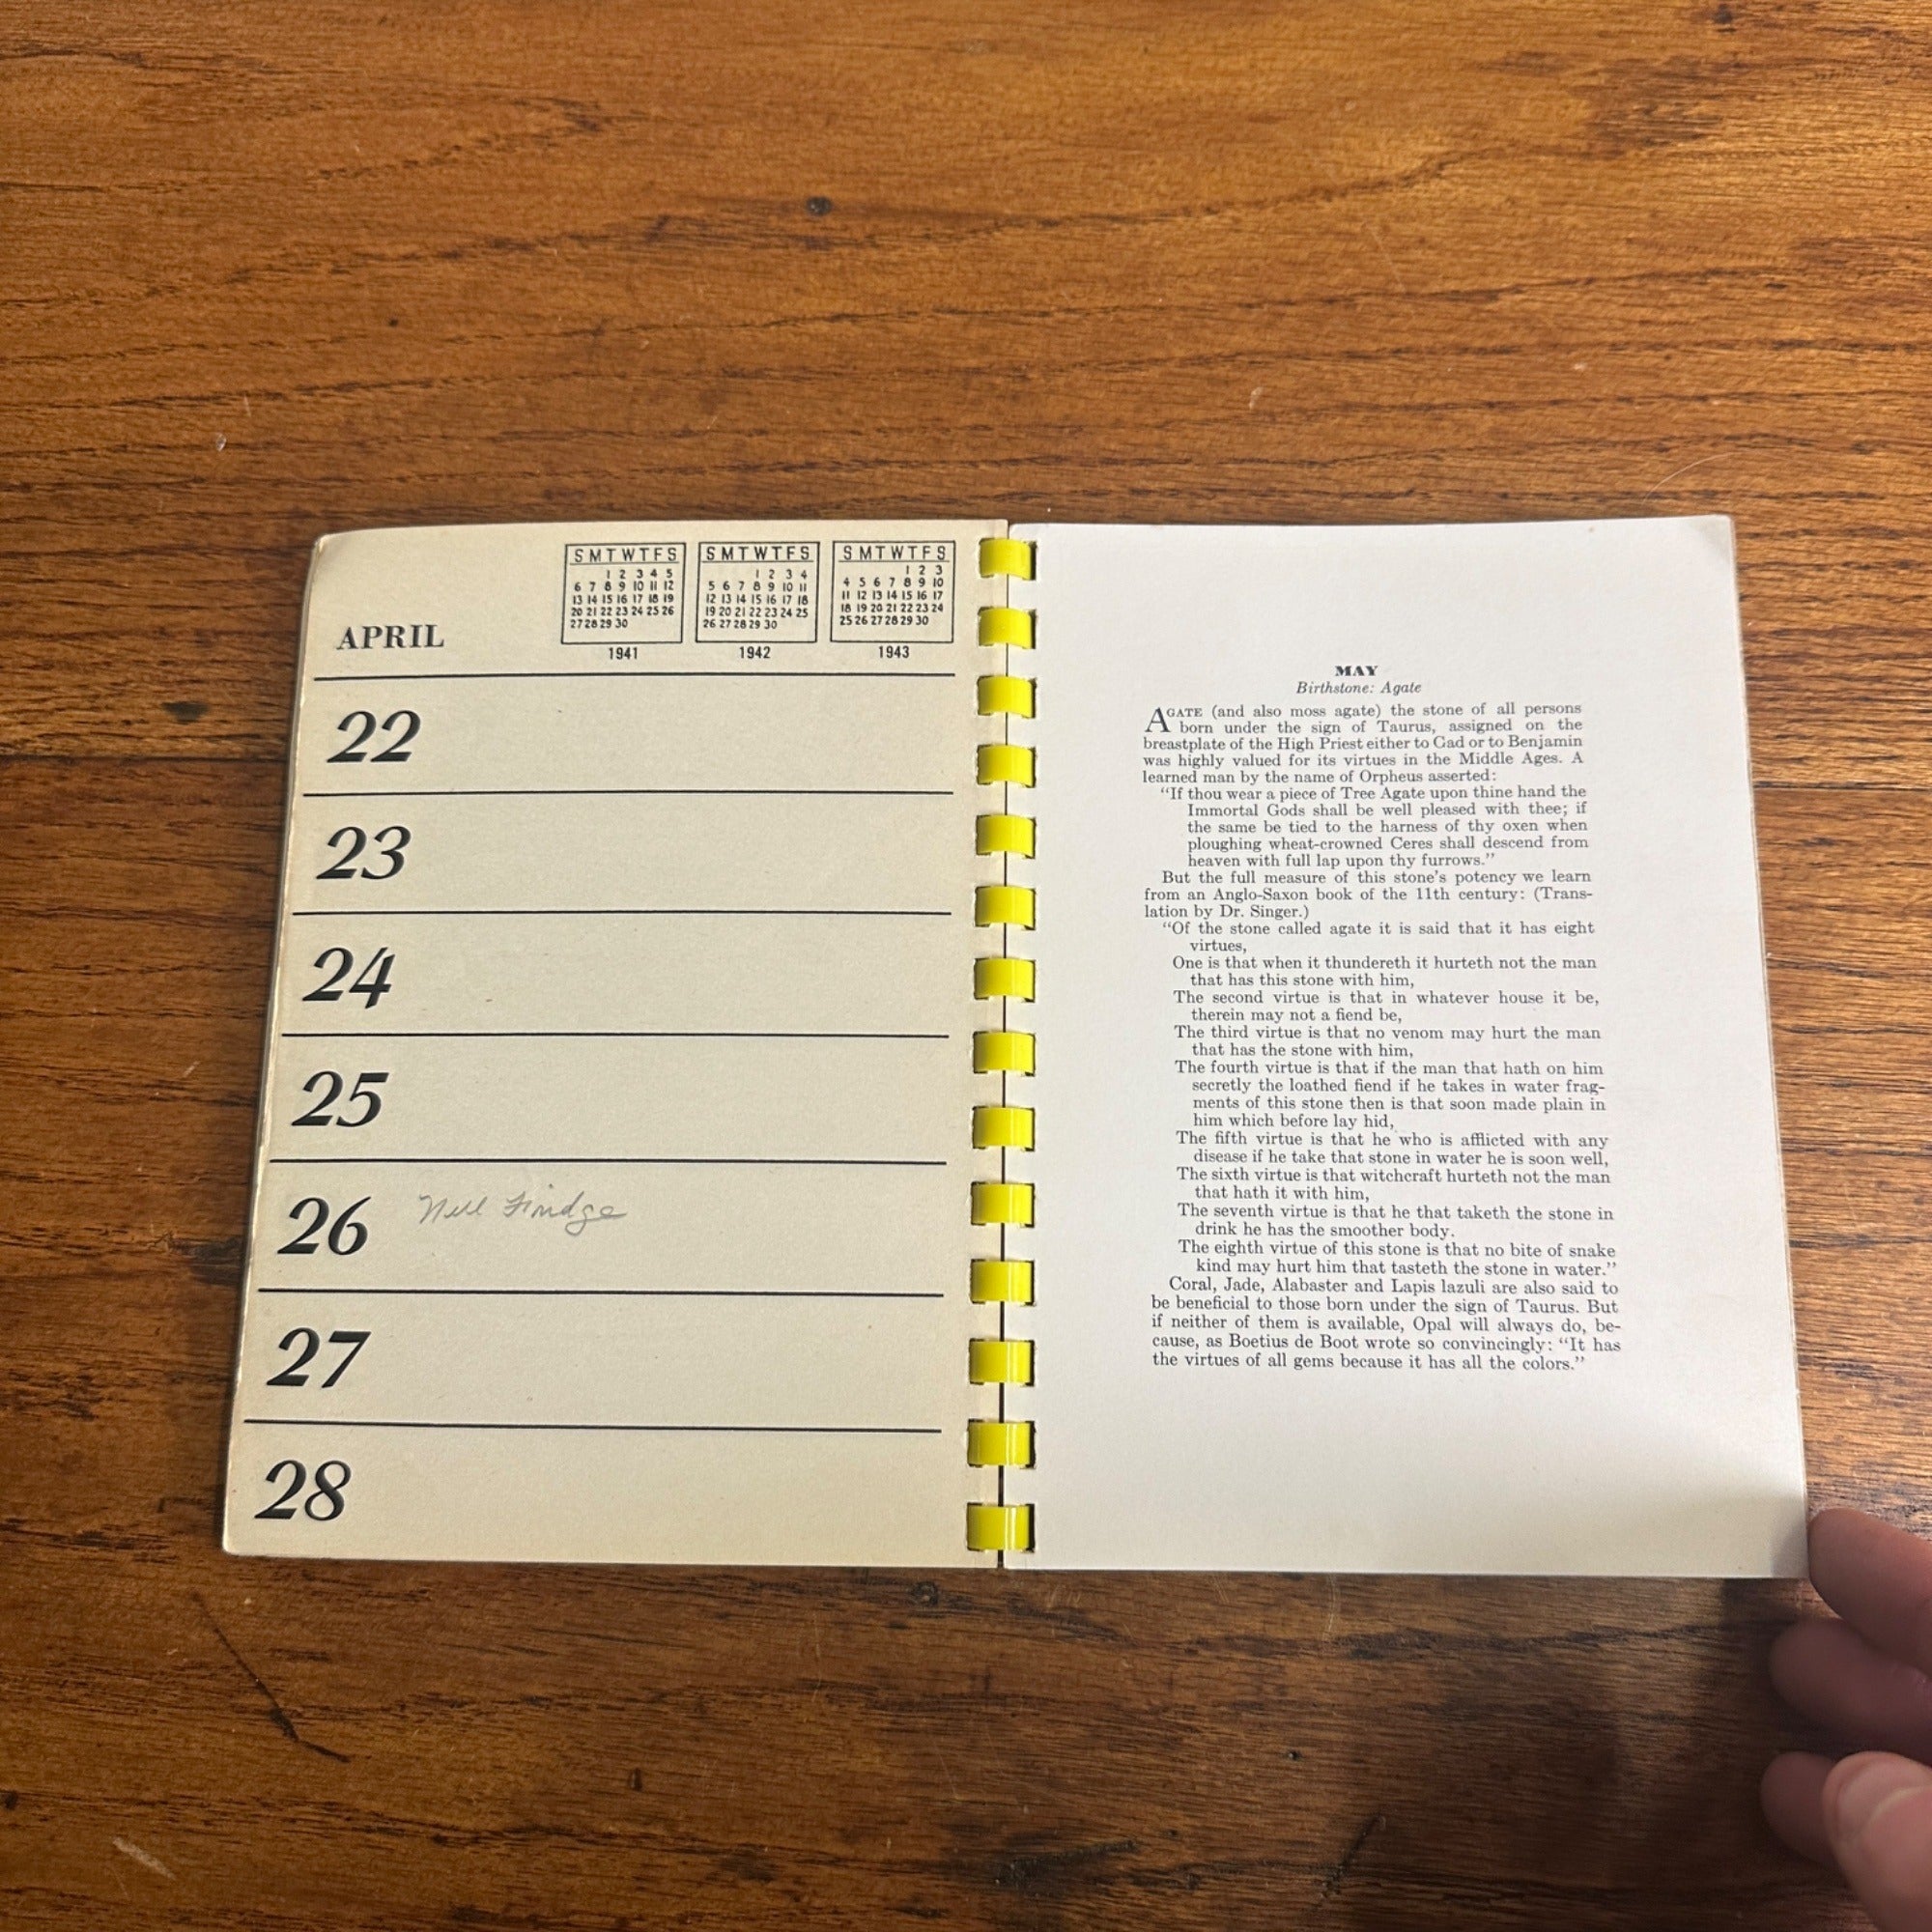 APRIL
S M T W T F S
1 2 3 4 5
6 7 8 9 10 11 12
13 14 15 16 17 18 19
20 21 22 23 24 25 26
27 28 29 30
1941
S M T W T F S
1 2 3 4
5 6 7 8 9 10 11
12 13 14 15 16 17 18
19 20 21 22 23 24 25
26 27 28 29 30
1942
S M T W T F S
1 2 3
4 5 6 7 8 9 10
11 12 13 14 15 16 17
18 19 20 21 22 23 24
25 26 27 28 29 30
1943
22
23
24
25
26
27
28
MAY
Birthstone: Agate
AGATE (and also moss agate) the stone of all persons
born under the sign of Taurus, assigned on the
breastplate of the High Priest either to Gad or to Benjamin
was highly valued for its virtues in the Middle Ages. A
learned man by the name of Orpheus asserted:
“If thou wear a piece of Tree Agate upon thine hand the
Immortal Gods shall be well pleased with thee; if
the same be tied to the harness of thy oxen when
ploughing wheat-crowned Ceres shall descend from
heaven with full lap upon thy furrows.”
But the full measure of this stone’s potency we learn
from an Anglo-Saxon book of the 11th century: (Trans-
lation by Dr. Singer.)
“Of the stone called agate it is said that it has eight
virtues,
One is that when it thundereth it hurteth not the man
that has this stone with him,
The second virtue is that in whatever house it be,
therein may not a fiend be,
The third virtue is that no venom may hurt the man
that has the stone with him,
The fourth virtue is that if the man that hath on him
secretly the loathed fiend if he takes in water frag-
ments of this stone then is that soon made plain in
him which before lay hid,
The fifth virtue is that he who is afflicted with any
disease if he take that stone in water he is soon well,
The sixth virtue is that witchcraft hurteth not the man
that hath it with him,
The seventh virtue is that he that taketh the stone in
drink he has the smoother body.
The eighth virtue of this stone is that no bite of snake
kind may hurt him that tasteth the stone in water.”
Coral, Jade, Alabaster and Lapis lazuli are also said to
be beneficial to those born under the sign of Taurus. But
if neither of them is available, Opal will always do, be-
cause, as Boetius de Boot wrote so convincingly: “It has
the virtues of all gems because it has all the colors.”